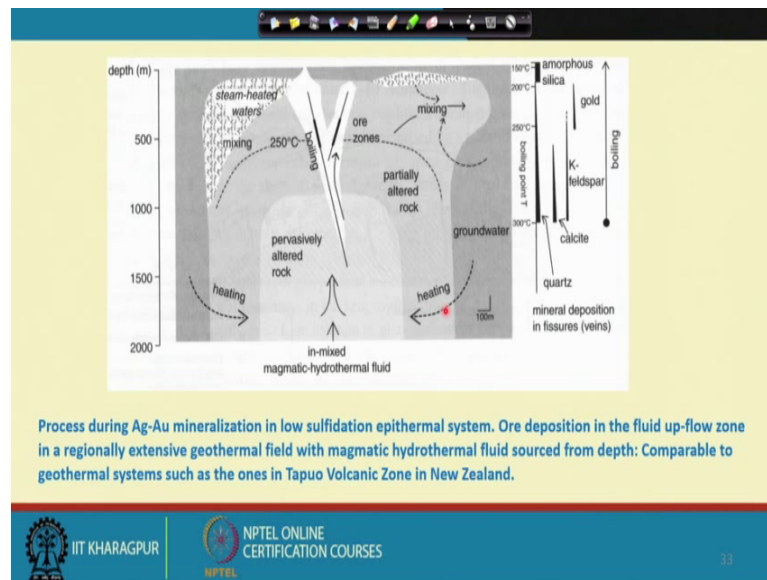 depth (m)
500
1000
1500
2000
steam-heated
waters
mixing
250°C
boiling
ore
zones
mixing
partially
altered
rock
pervasively
altered
rock
groundwater
heating
heating
100m
in-mixed
magmatic-hydrothermal fluid
150°C
200°C
250°C
300°C
boiling point T
amorphous
silica
gold
K-
feldspar
calcite
quartz
boiling
mineral deposition
in fissures (veins)
Process during Ag-Au mineralization in low sulfidation epithermal system. Ore deposition in the fluid up-flow zone
in a regionally extensive geothermal field with magmatic hydrothermal fluid sourced from depth: Comparable to
geothermal systems such as the ones in Tapuo Volcanic Zone in New Zealand.
IIT KHARAGPUR
NPTEL
NPTEL ONLINE
CERTIFICATION COURSES
33